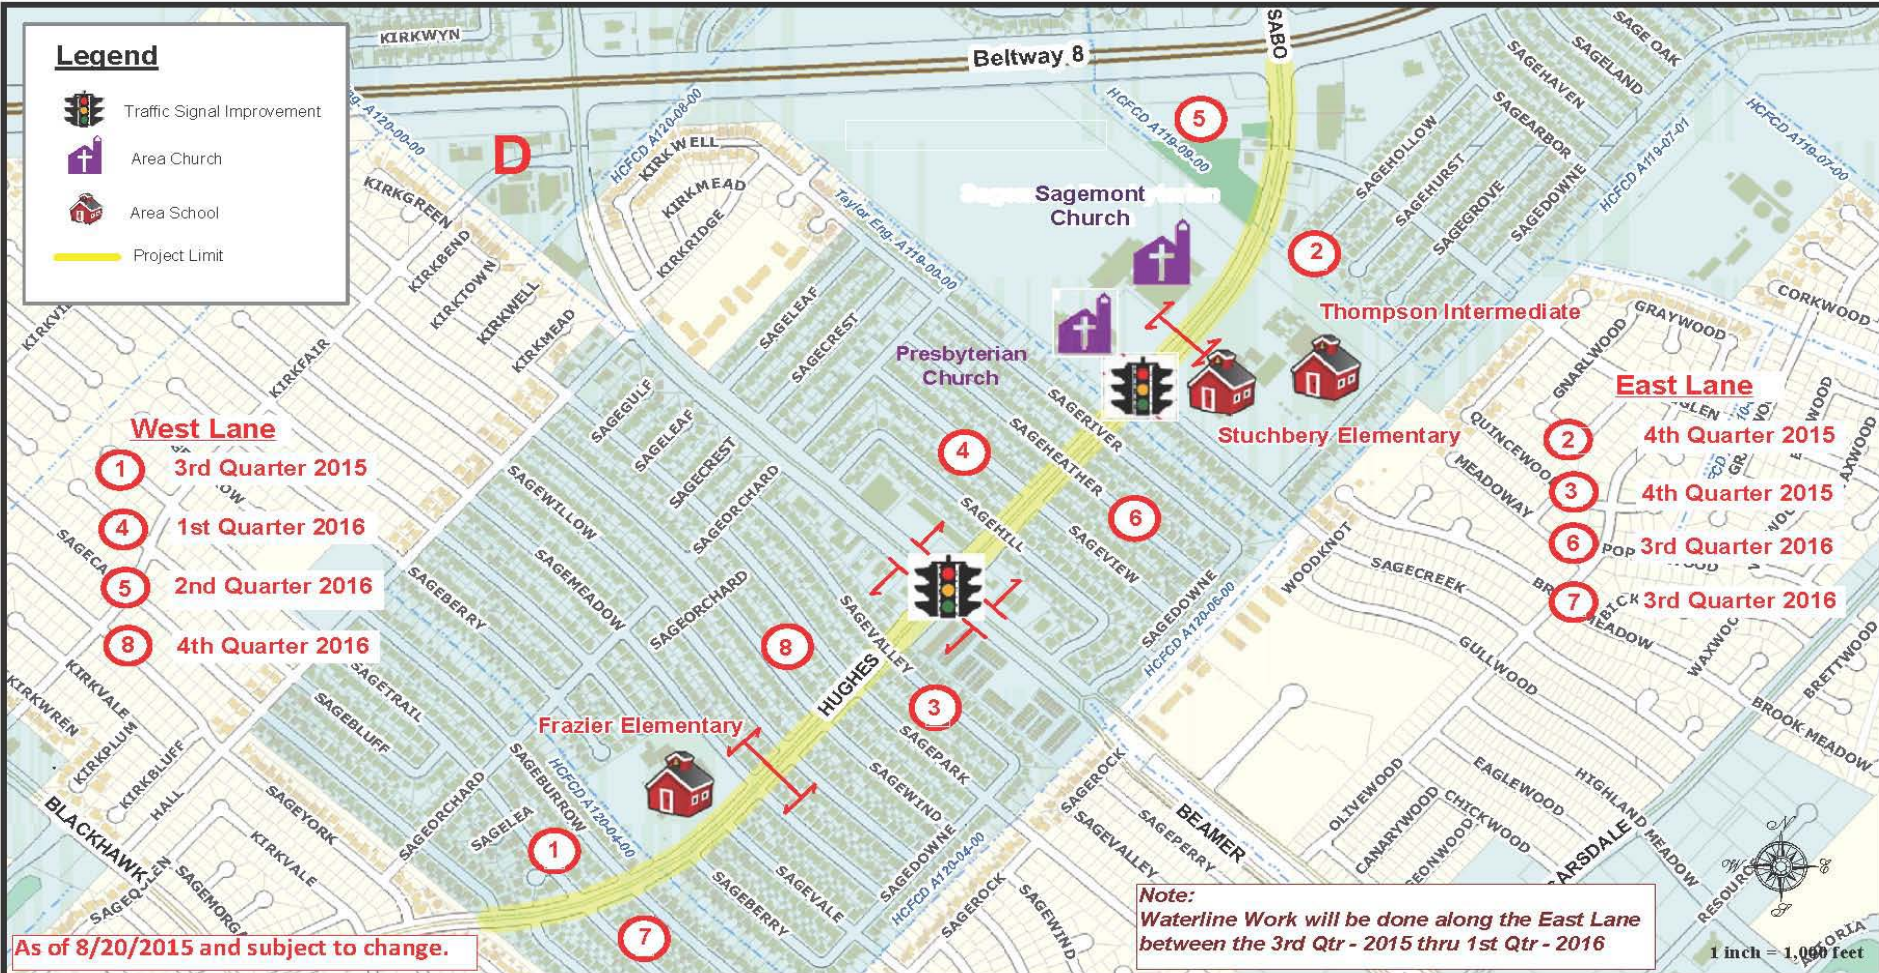 Legend
Traffic Signal Improvement
Area Church
Area School
Project Limit
KIRKWYN
Beltway 8
SABO
D
HCFCD A120-08-00
KIRKWELL
KIRKMEAD
KIRKRIDGE
KIRKGREEN
KIRKBEND
KIRKTOWN
KIRKWELL
KIRKMEAD
KIRKFAIR
Taylor Eng. A119-00-00
HCFCD A119-09-00
5
Sagemont
Church
2
SAGE OAK
SAGELAND
SAGEHAVEN
SAGEARBOR
SAGEHOLLOW
SAGEHURST
SAGEGROVE
SAGEDOWNE
HCFCD A119-07-01
HCFCD A119-07-00
Thompson Intermediate
Presbyterian
Church
Stuchbery Elementary
SAGELEAF
SAGECREST
SAGERIVER
SAGEHEATHER
SAGEVIEW
SAGEHILL
4
6
SAGEGULF
SAGELEAF
SAGECREST
SAGEORCHARD
SAGEWILLOW
SAGEMEADOW
SAGEORCHARD
SAGEBERRY
SAGEVALLEY
8
HUGHES
3
SAGEPARK
SAGEWIND
SAGEDOWNE
HCFCD A120-06-00
WOODKNOT
SAGECREEK
GULLWOOD
GNARLWOOD
GRAYWOOD
CORKWOOD
MEADOWAY
West Lane
1 3rd Quarter 2015
4 1st Quarter 2016
5 2nd Quarter 2016
8 4th Quarter 2016
East Lane
2 4th Quarter 2015
3 4th Quarter 2015
6 3rd Quarter 2016
7 3rd Quarter 2016
WAXWOOD
BRETTWOOD
BROOK MEADOW
HIGHLAND MEADOW
EAGLEWOOD
CHICKWOOD
CANARYWOOD
OLIVEWOOD
Frazier Elementary
SAGETRAIL
SAGEBLUFF
SAGEBURROW
HCFCD A120-04-00
SAGELEA
SAGEORCHARD
SAGEYORK
KIRKVALE
KIRKWREN
KIRKPLUM
KIRKVALE
KIRKBLUFF
HALL
BLACKHAWK
1
7
SAGEBERRY
SAGEVALE
SAGEDOWNE
HCFCD A120-04-00
SAGEROCK
SAGEROCK
SAGEWIND
SAGEVALLEY
SAGEPERRY
BEAMER
As of 8/20/2015 and subject to change.
Note:
Waterline Work will be done along the East Lane
between the 3rd Qtr - 2015 thru 1st Qtr - 2016
N
W
E
S
1 inch = 1,000 feet